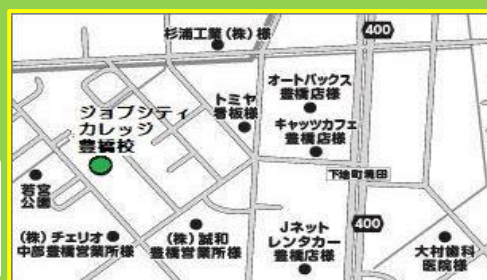 杉浦工業(株)様
400
オートバックス
豊橋店様
トミヤ
看板様
キャッツカフェ
豊橋店様
ジョブシティ
カレッジ
豊橋校
下地町境田
若宮
公園
(株)チェリオ
中部豊橋営業所様
(株)誠和
豊橋営業所様
Jネット
レンタカー
豊橋店様
400
大村歯科
医院様